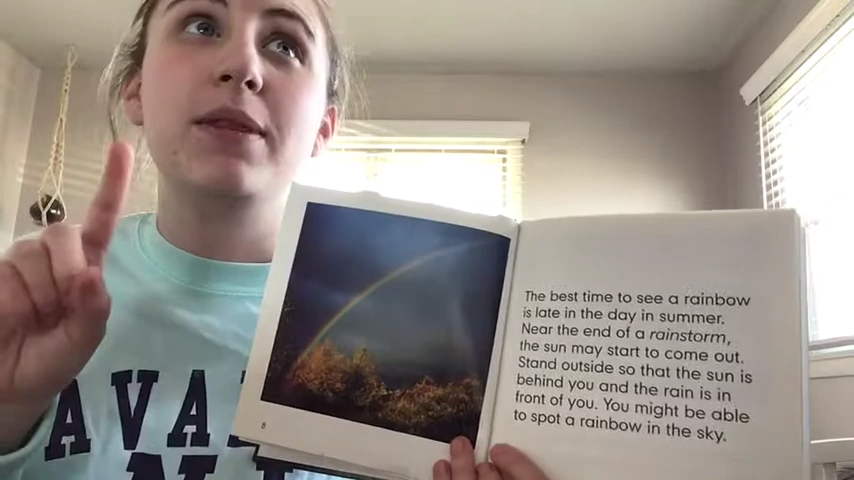 The best time to see a rainbow
is late in the day in summer.
Near the end of a rainstorm,
the sun may start to come out.
Stand outside so that the sun is
behind you, and the rain is in
front of you. You might be able
to spot a rainbow in the sky.
8
AVA